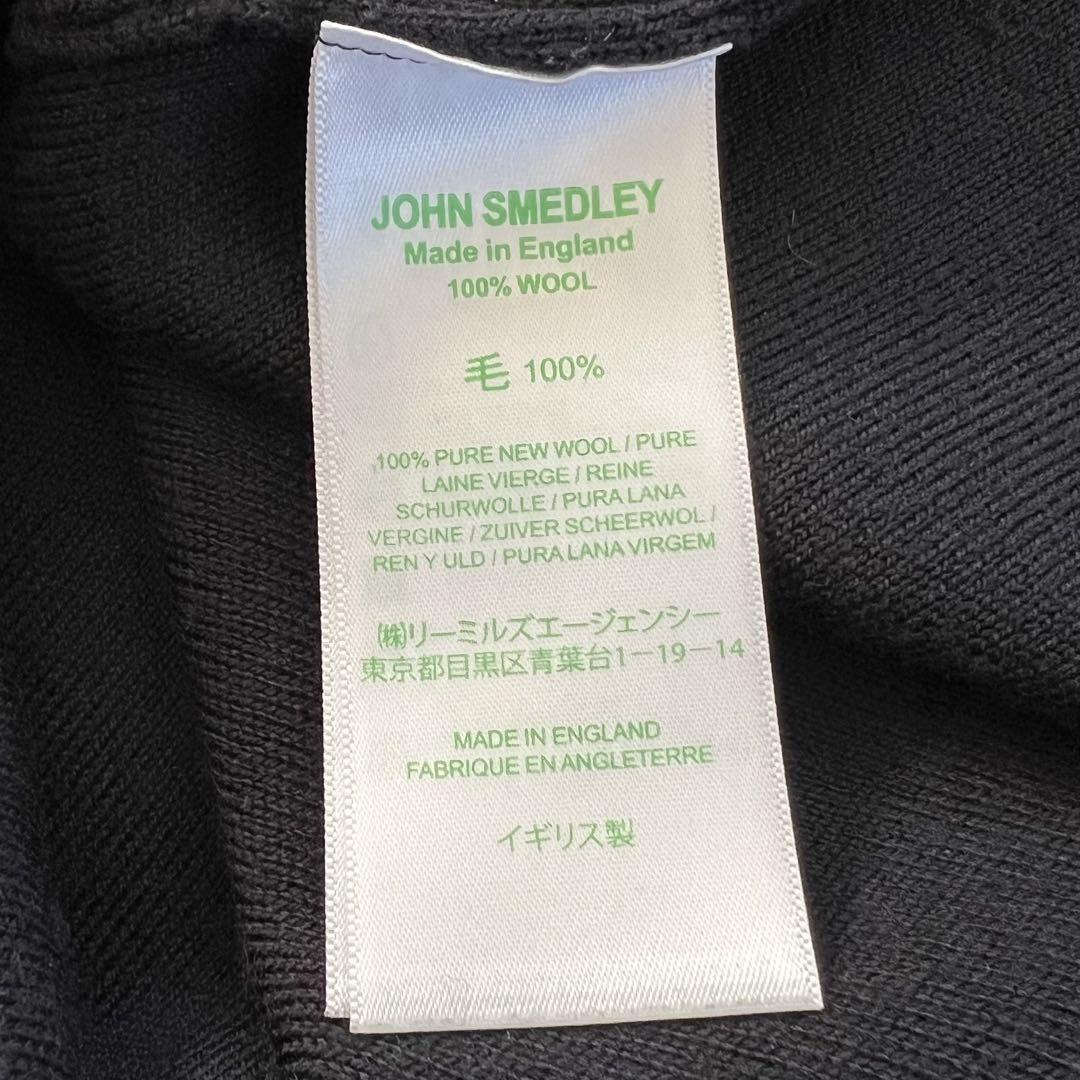 JOHN SMEDLEY
Made in England
100% WOOL
毛 100%
100% PURE NEW WOOL / PURE
LAINE VIERGE / REINE
SCHURWOLLE / PURA LANA
VERGINE / ZUIVER SCHEERWOL /
REN Y ULD / PURA LANA VIRGEM
㈱リーミルズエージェンシー
東京都目黒区青葉台1-19-14
MADE IN ENGLAND
FABRIQUE EN ANGLETERRE
イギリス製